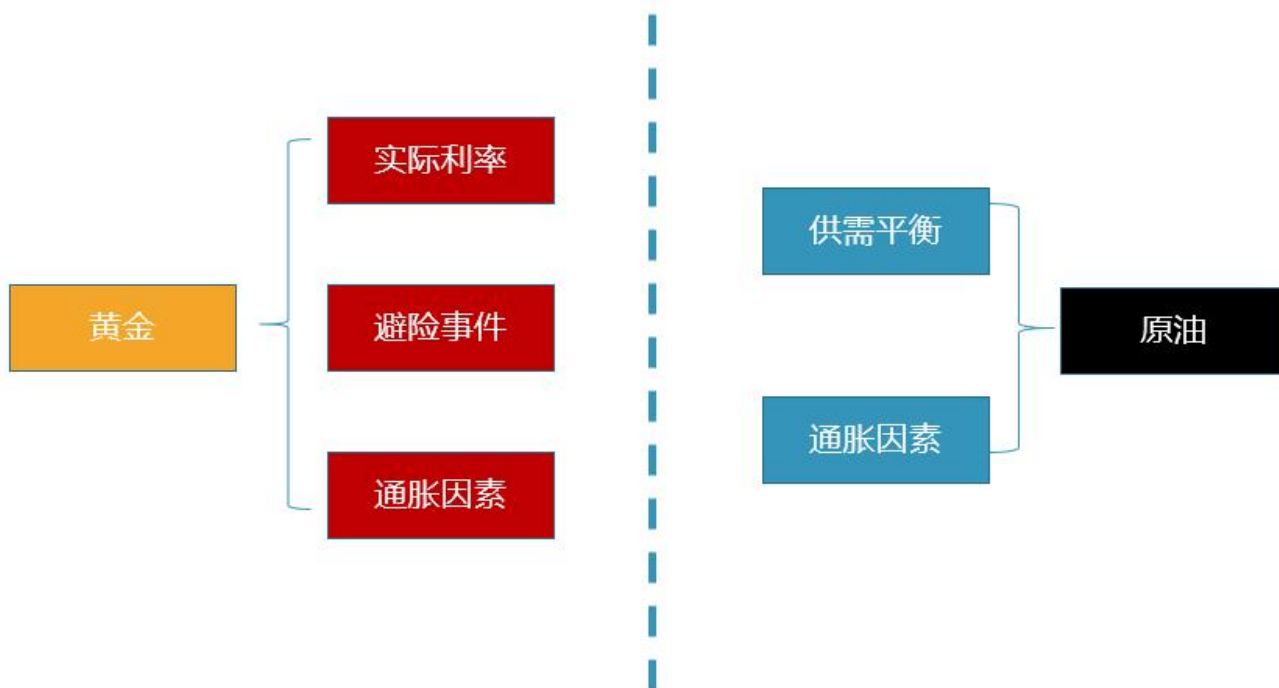 黄金
实际利率
避险事件
通胀因素
供需平衡
通胀因素
原油